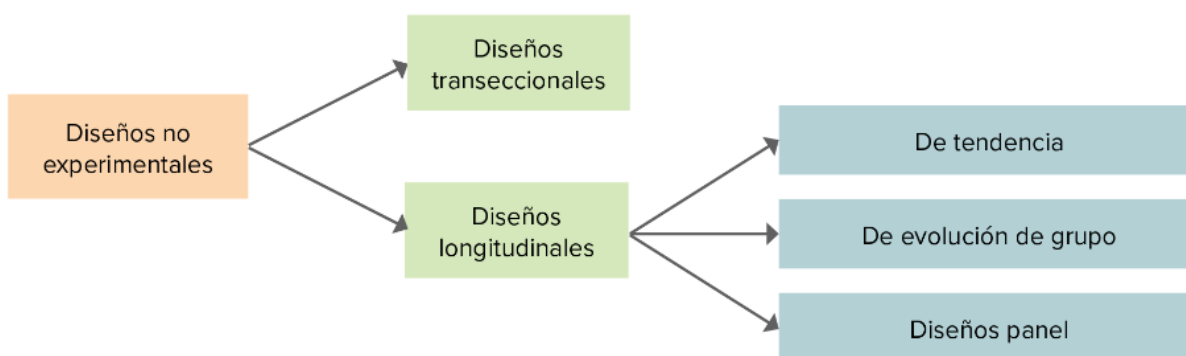 Diseños
transeccionales
Diseños no
experimentales
De tendencia
Diseños
longitudinales
De evolución de grupo
Diseños panel